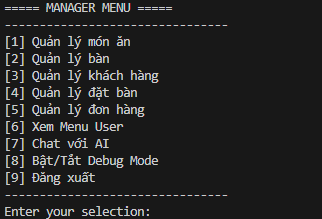 ===== MANAGER MENU =====
------------------------------
[1] Quản lý món ăn
[2] Quản lý bàn
[3] Quản lý khách hàng
[4] Quản lý đặt bàn
[5] Quản lý đơn hàng
[6] Xem Menu User
[7] Chat với AI
[8] Bật/Tắt Debug Mode
[9] Đăng xuất
------------------------------
Enter your selection: